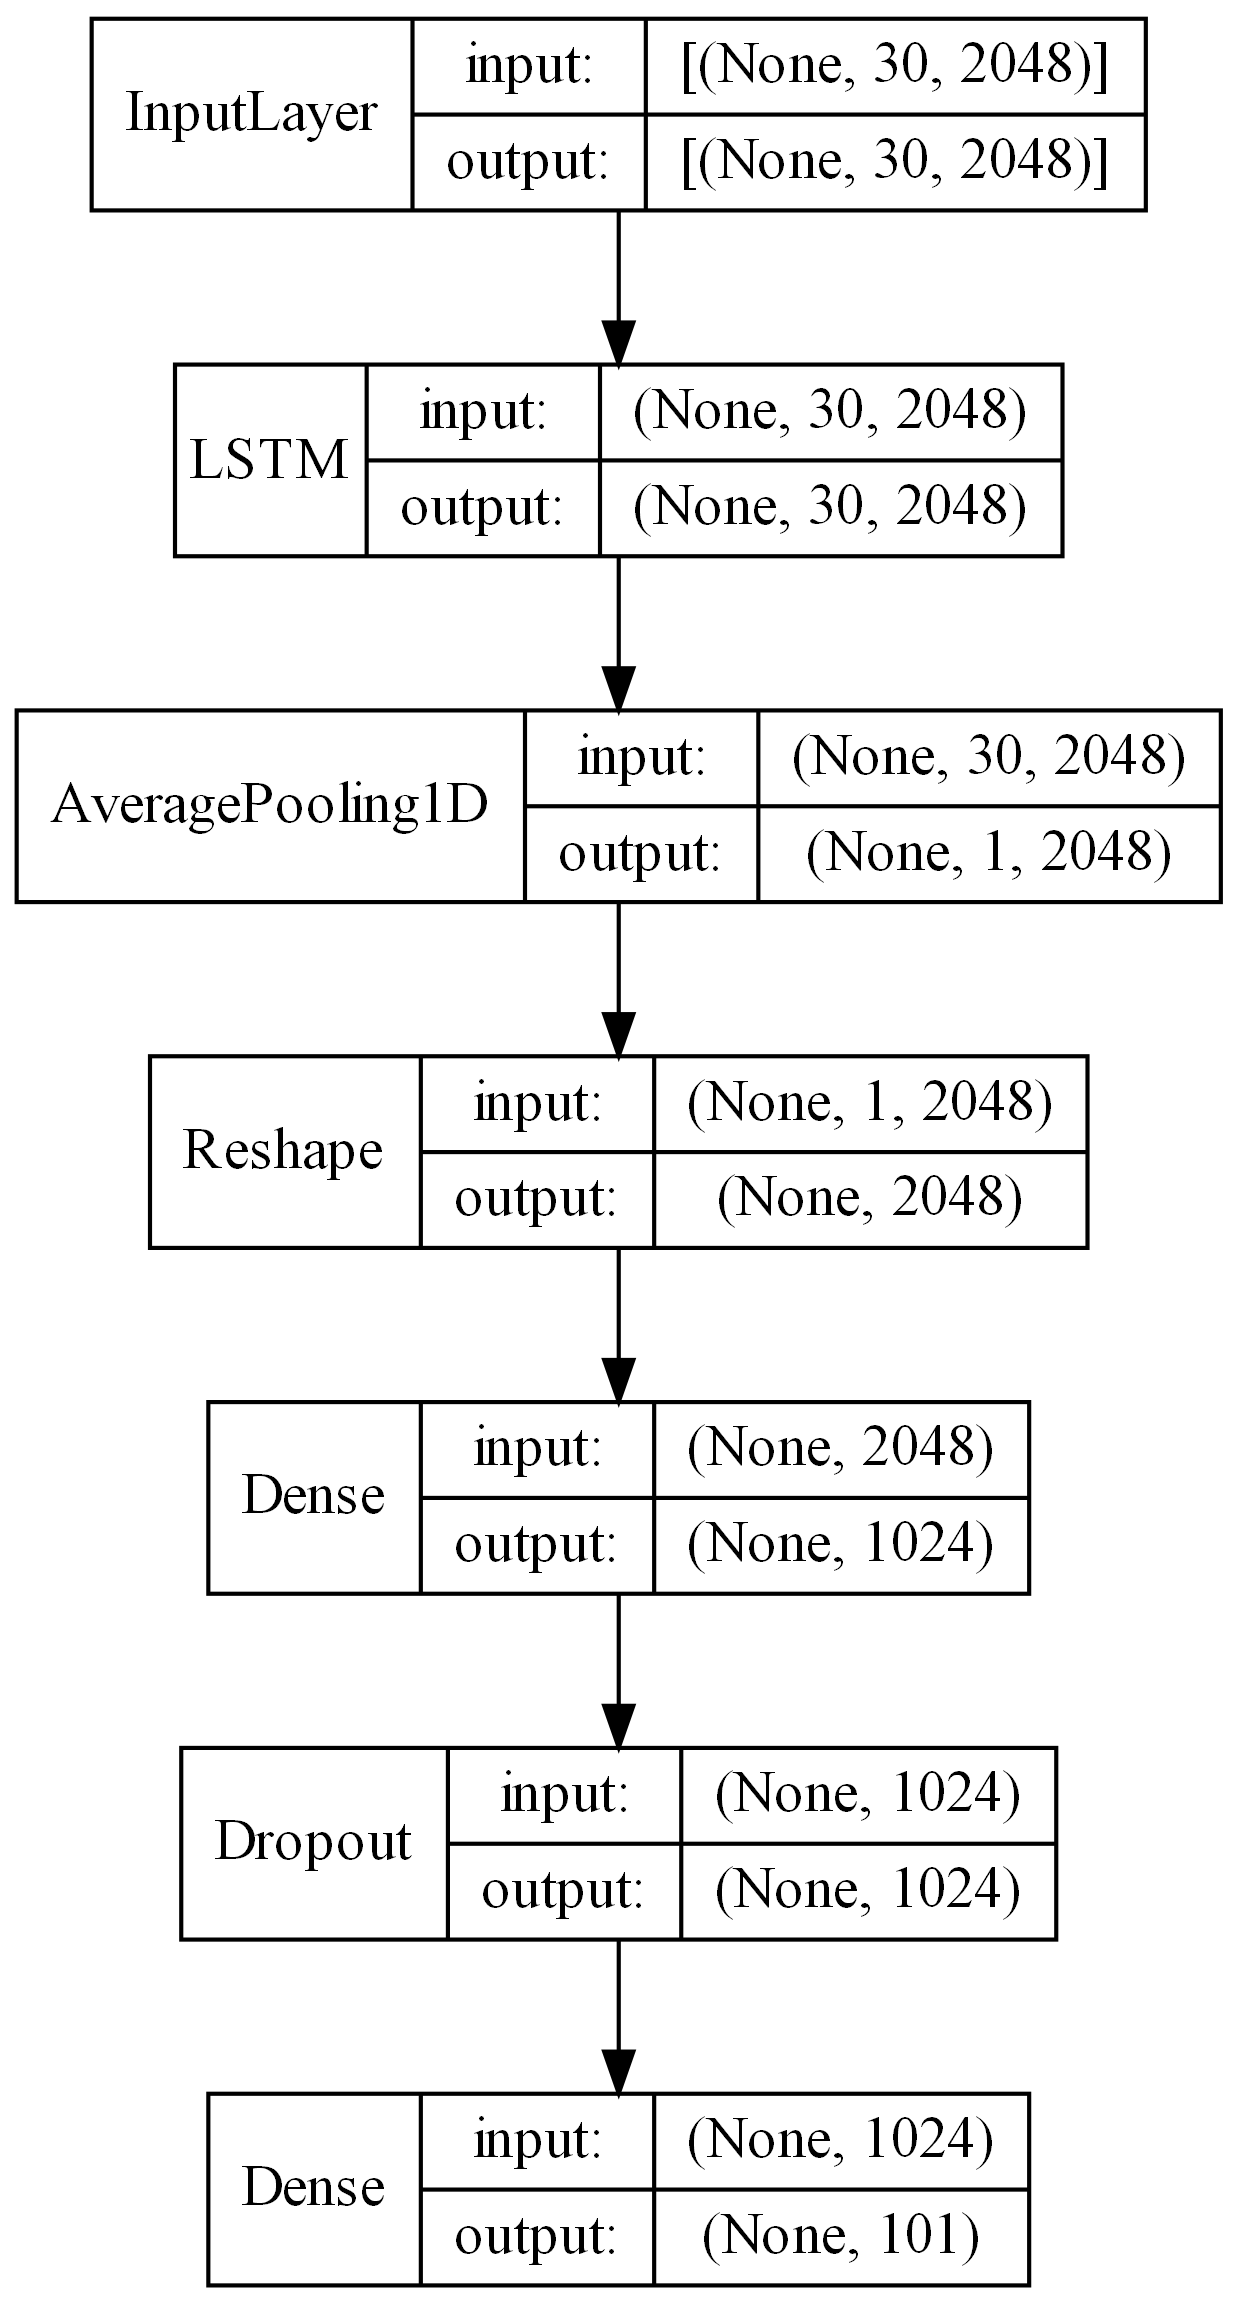 InputLayer
input:
[(None, 30, 2048)]
output:
[(None, 30, 2048)]
LSTM
input:
(None, 30, 2048)
output:
(None, 30, 2048)
AveragePooling1D
input:
(None, 30, 2048)
output:
(None, 1, 2048)
Reshape
input:
(None, 1, 2048)
output:
(None, 2048)
Dense
input:
(None, 2048)
output:
(None, 1024)
Dropout
input:
(None, 1024)
output:
(None, 1024)
Dense
input:
(None, 1024)
output:
(None, 101)